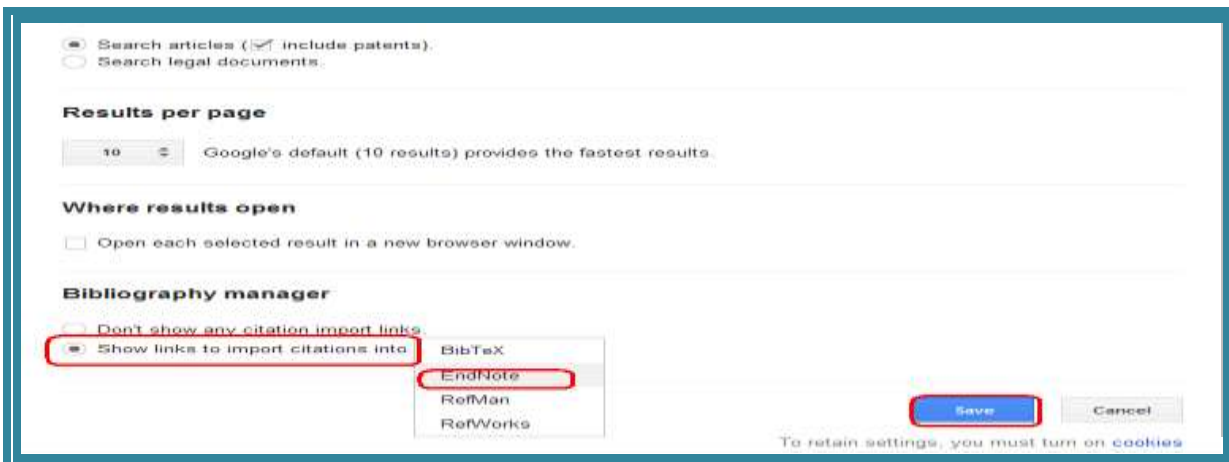 Search articles (include patents).
Search legal documents.
Results per page
10 Google's default (10 results) provides the fastest results.
Where results open
Open each selected result in a new browser window.
Bibliography manager
Don't show any citation import links.
Show links to import citations into
BibTeX
EndNote
RefMan
RefWorks
Save Cancel
To retain settings, you must turn on cookies